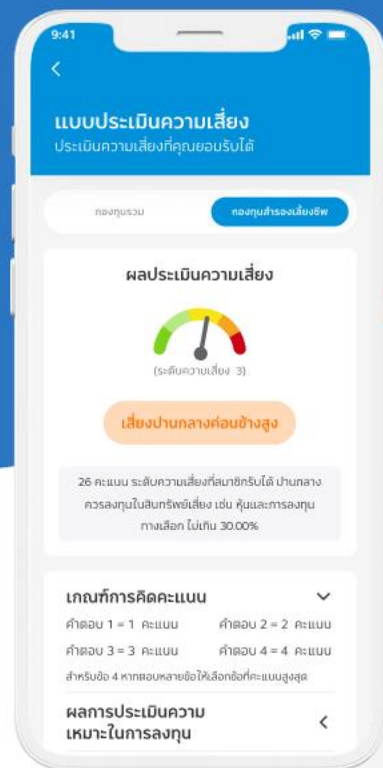 9:41
แบบประเมินความเสี่ยง
ประเมินความเสี่ยงที่คุณยอมรับได้
กองทุนรวม
กองทุนสำรองเลี้ยงชีพ
ผลประเมินความเสี่ยง
(ระดับความเสี่ยง 3)
เสี่ยงปานกลางค่อนข้างสูง
26 คะแนน ระดับความเสี่ยงที่สมาชิกรับได้ ปานกลาง
ควรลงทุนในสินทรัพย์เสี่ยง เช่น หุ้นและการลงทุน
ทางเลือก ไม่เกิน 30.00%
เกณฑ์การคิดคะแนน
คำตอบ 1 = 1 คะแนน คำตอบ 2 = 2 คะแนน
คำตอบ 3 = 3 คะแนน คำตอบ 4 = 4 คะแนน
สำหรับข้อ 4 หากตอบหลายข้อให้เลือกข้อที่คะแนนสูงสุด
ผลการประเมินความ
เหมาะในการลงทุน